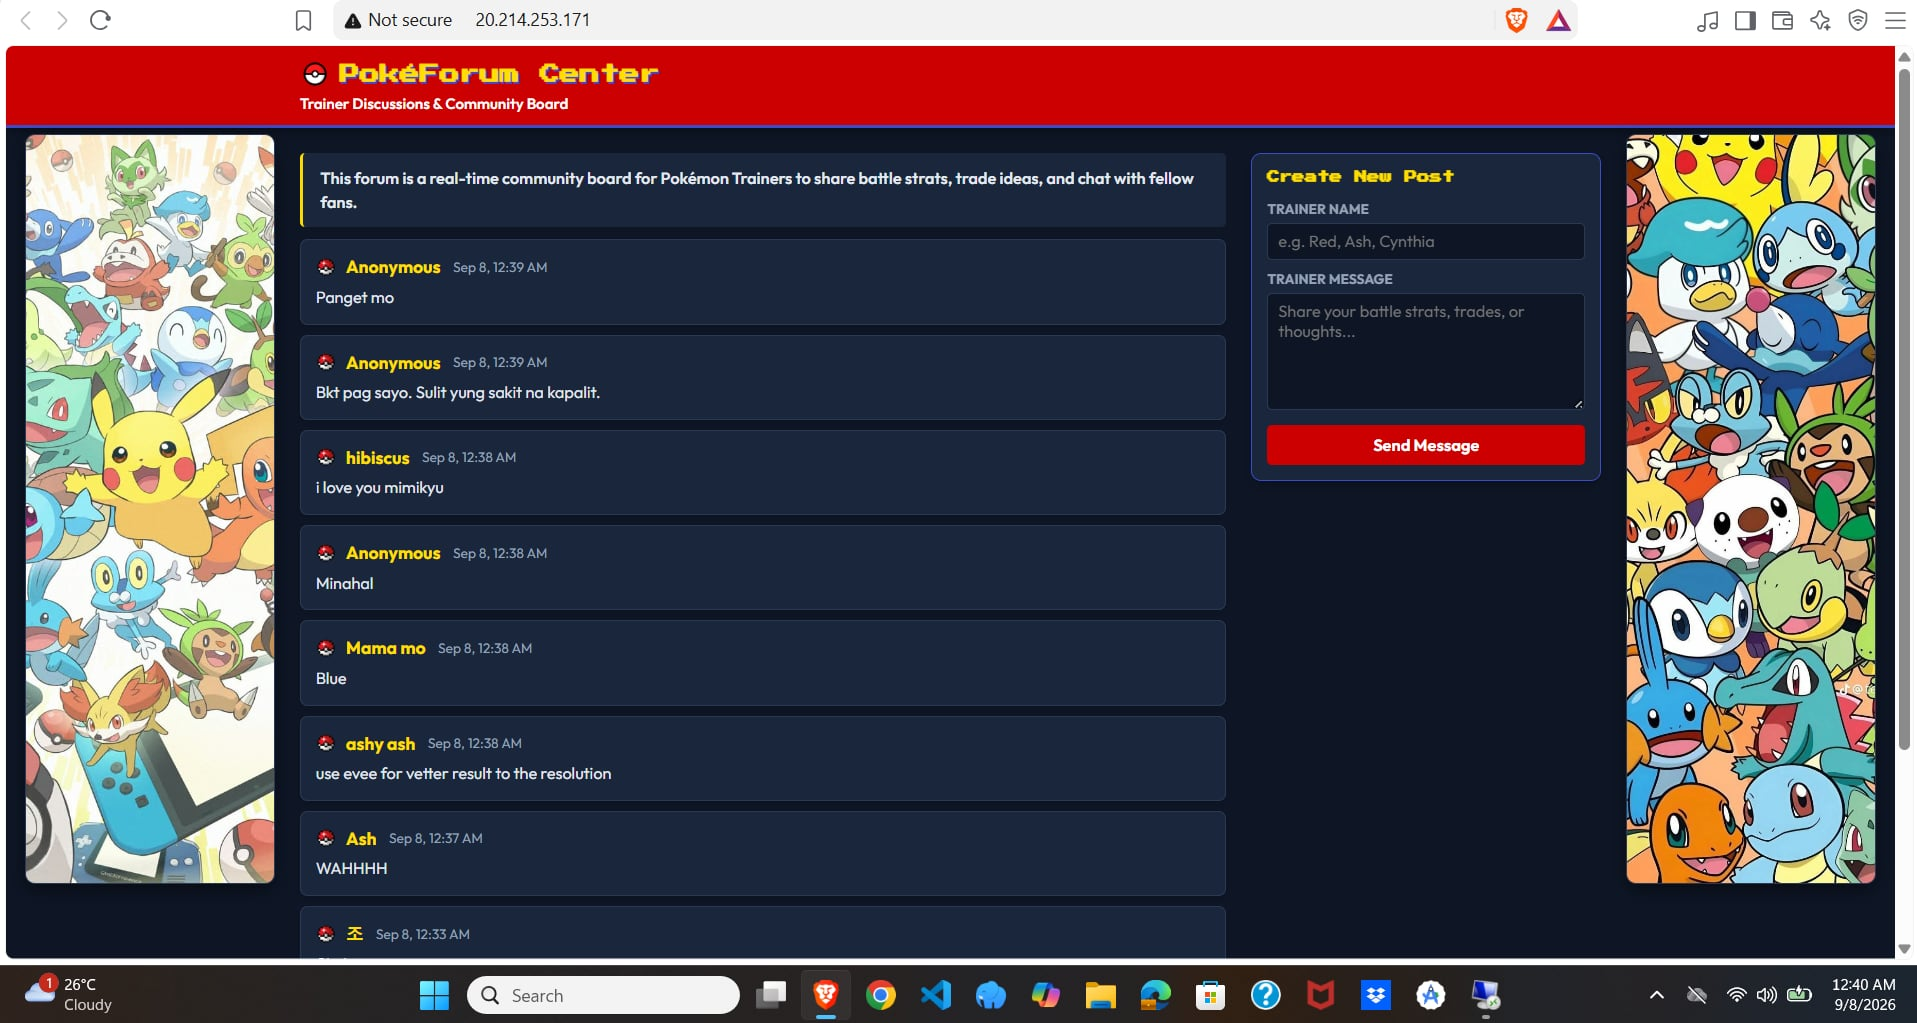 Not secure 20.214.253.171
PokéForum Center
Trainer Discussions & Community Board
This forum is a real-time community board for Pokémon Trainers to share battle strats, trade ideas, and chat with fellow
fans.
Anonymous Sep 8, 12:39 AM
Panget mo
Anonymous Sep 8, 12:39 AM
Bkt pag sayo. Sulit yung sakit na kapalit.
hibiscus Sep 8, 12:38 AM
i love you mimikyu
Anonymous Sep 8, 12:38 AM
Minahal
Mama mo Sep 8, 12:38 AM
Blue
ashy ash Sep 8, 12:38 AM
use evee for vetter result to the resolution
Ash Sep 8, 12:37 AM
WAHHHH
조 Sep 8, 12:33 AM
Create New Post
TRAINER NAME
e.g. Red, Ash, Cynthia
TRAINER MESSAGE
Share your battle strats, trades, or
thoughts...
Send Message
1
26°C
Cloudy
Search
12:40 AM
9/8/2026